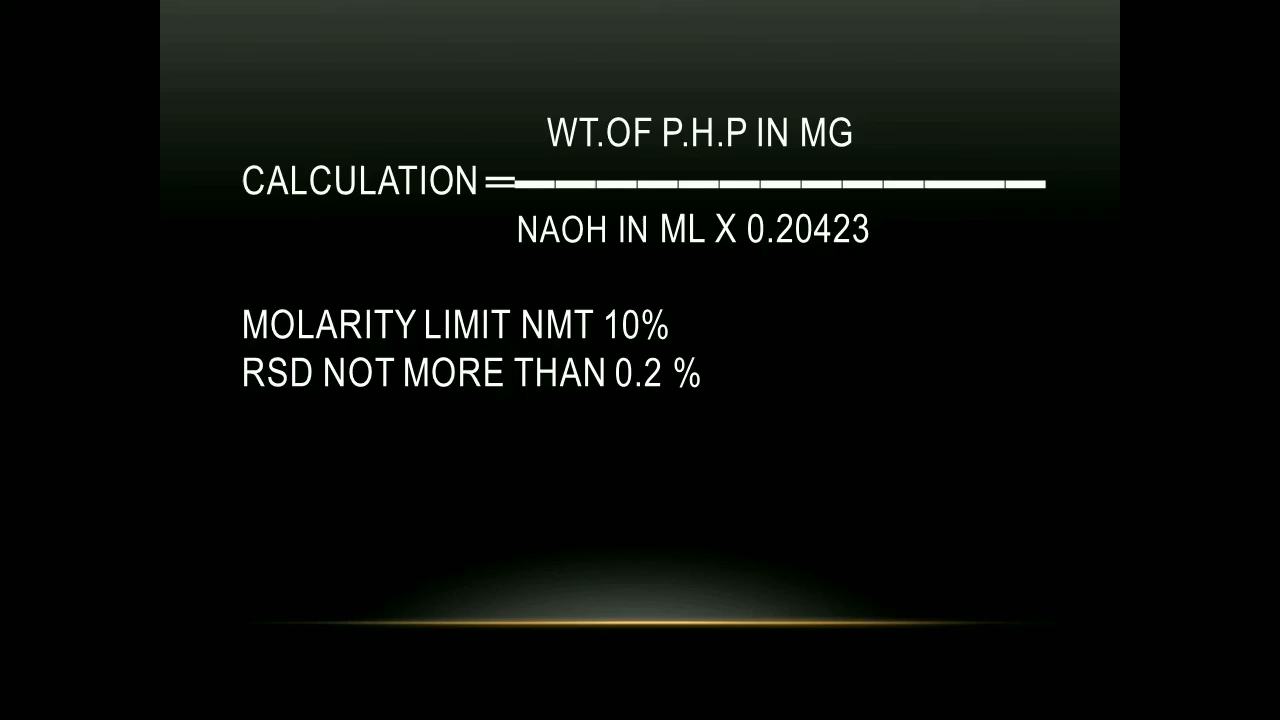 WT.OF P.H.P IN MG
CALCULATION =
NAOH IN ML X 0.20423
MOLARITY LIMIT NMT 10%
RSD NOT MORE THAN 0.2 %